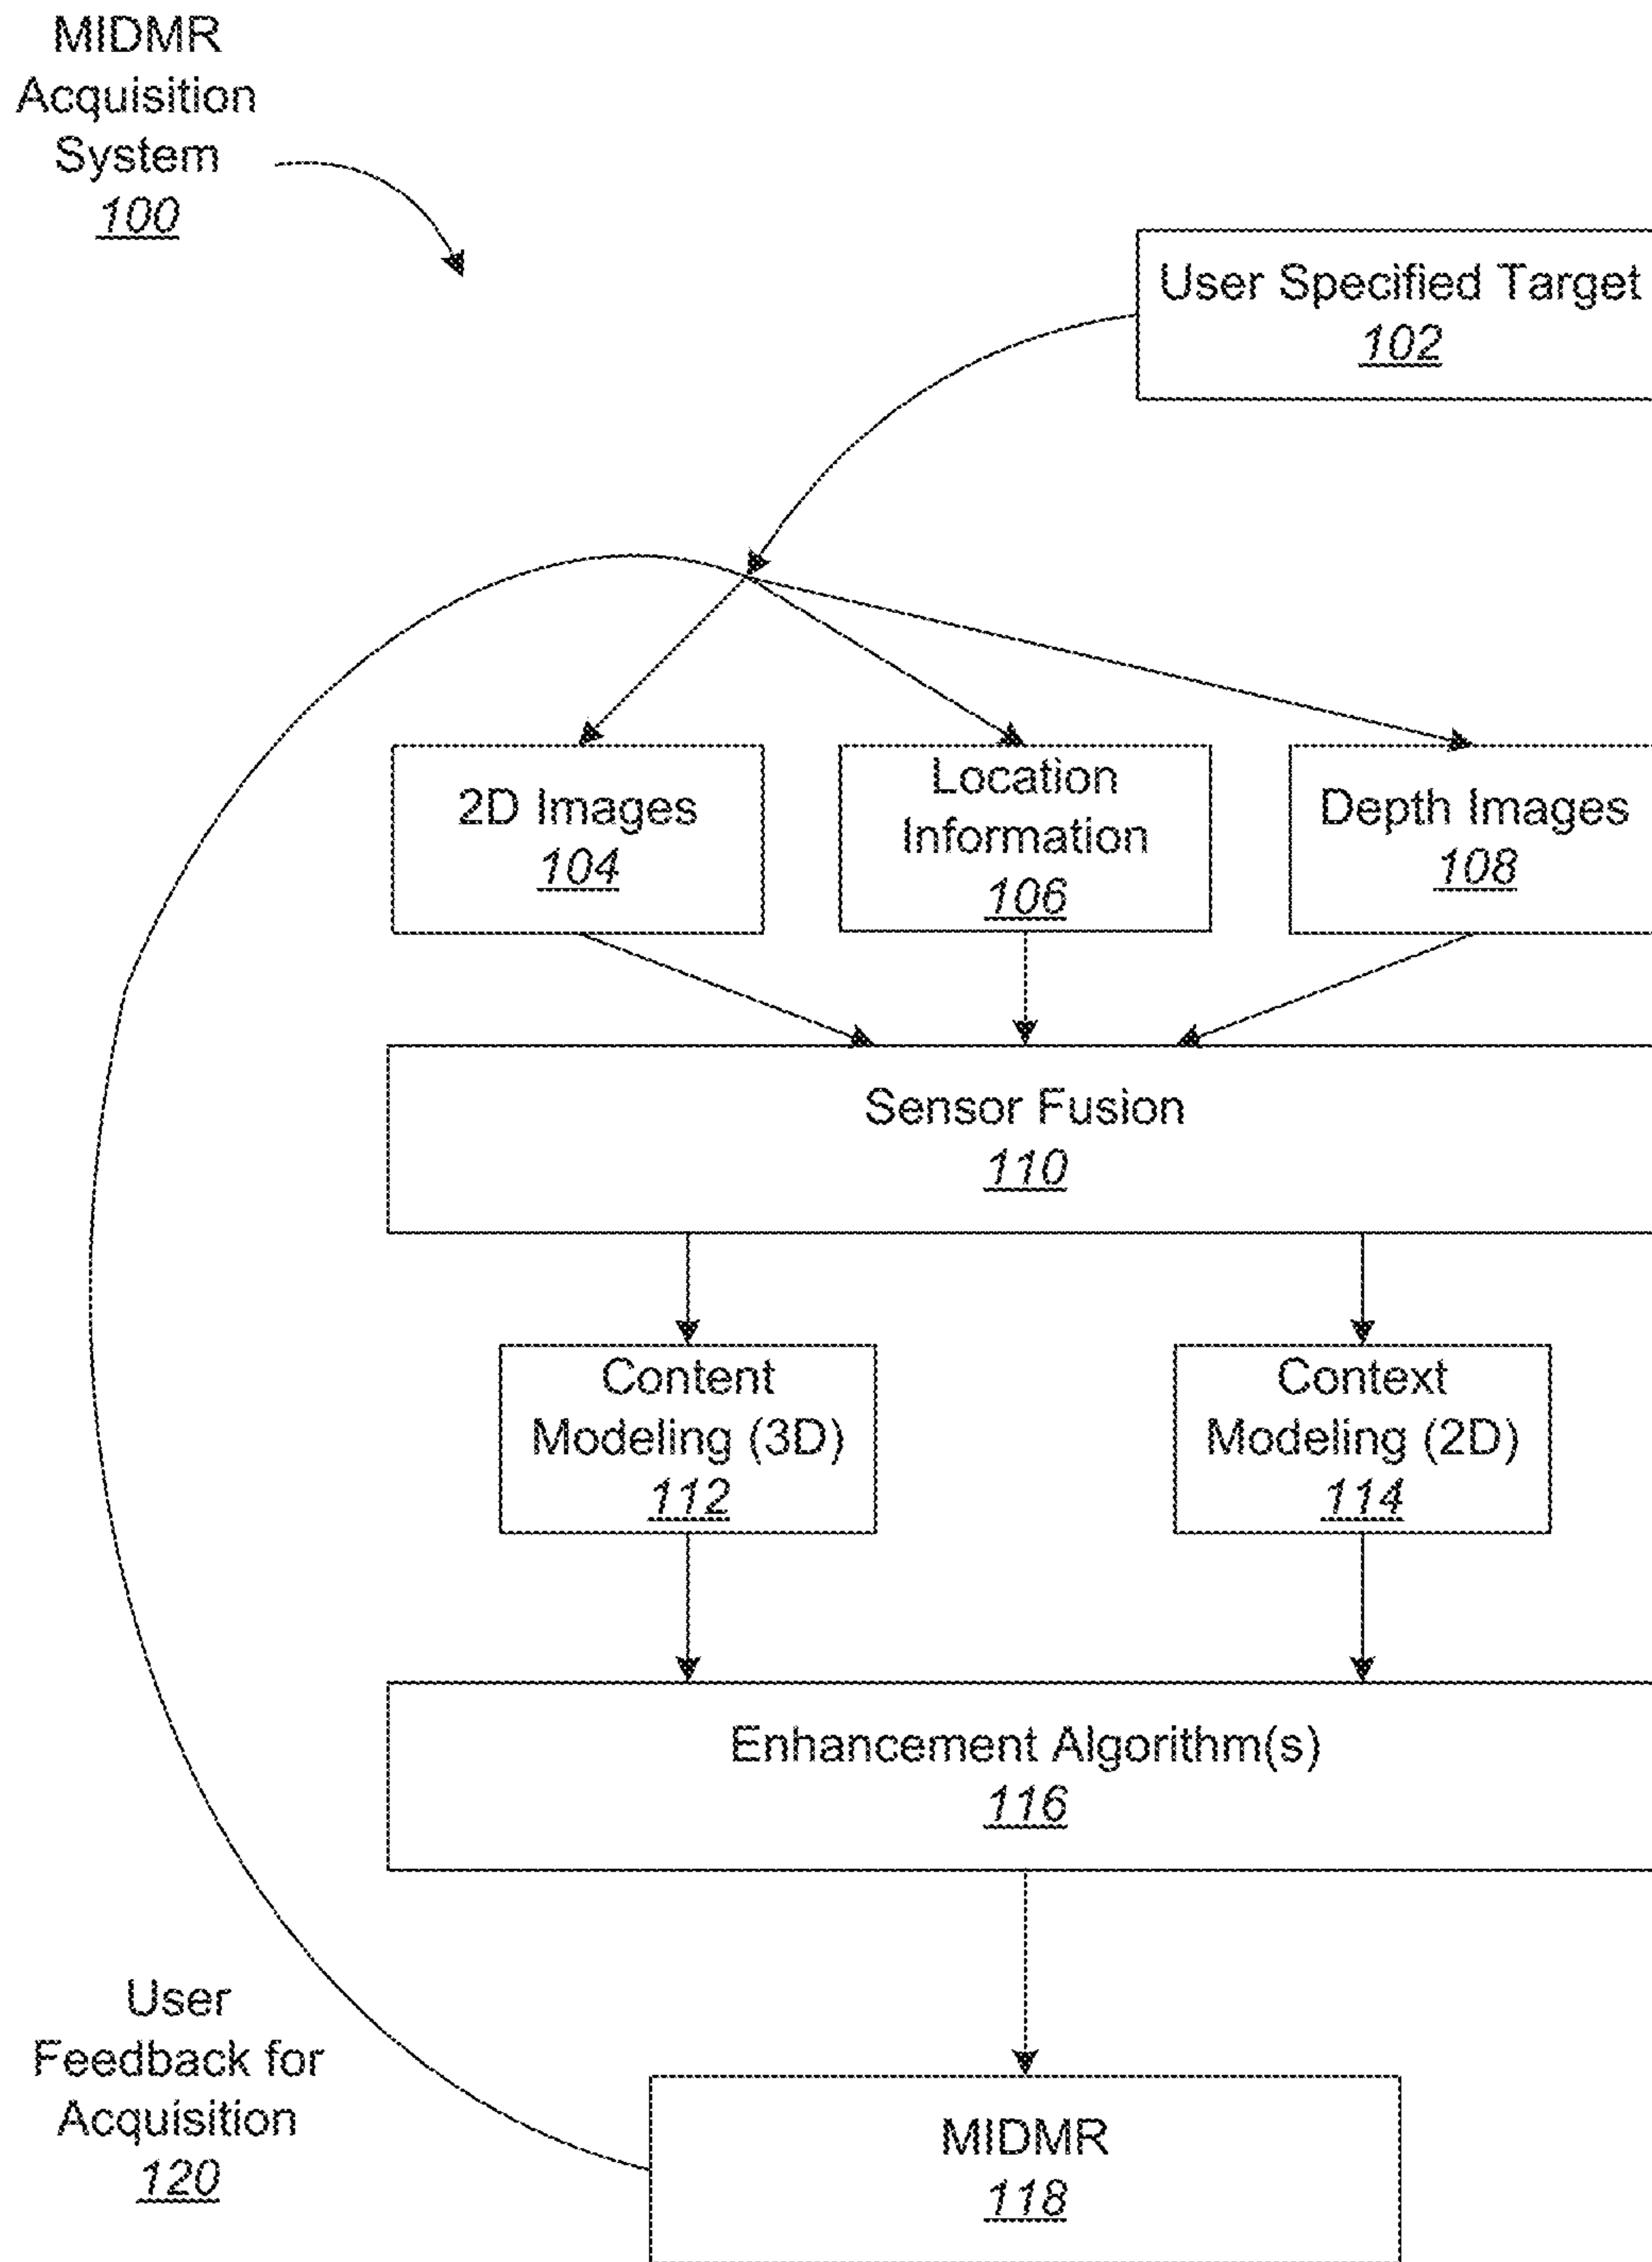 MIDMR
Acquisition
System
100
User Specified Target
102
2D Images
104
Location
Information
106
Depth Images
108
Sensor Fusion
110
Content
Modeling (3D)
112
Context
Modeling (2D)
114
Enhancement Algorithm(s)
116
User
Feedback for
Acquisition
120
MIDMR
118